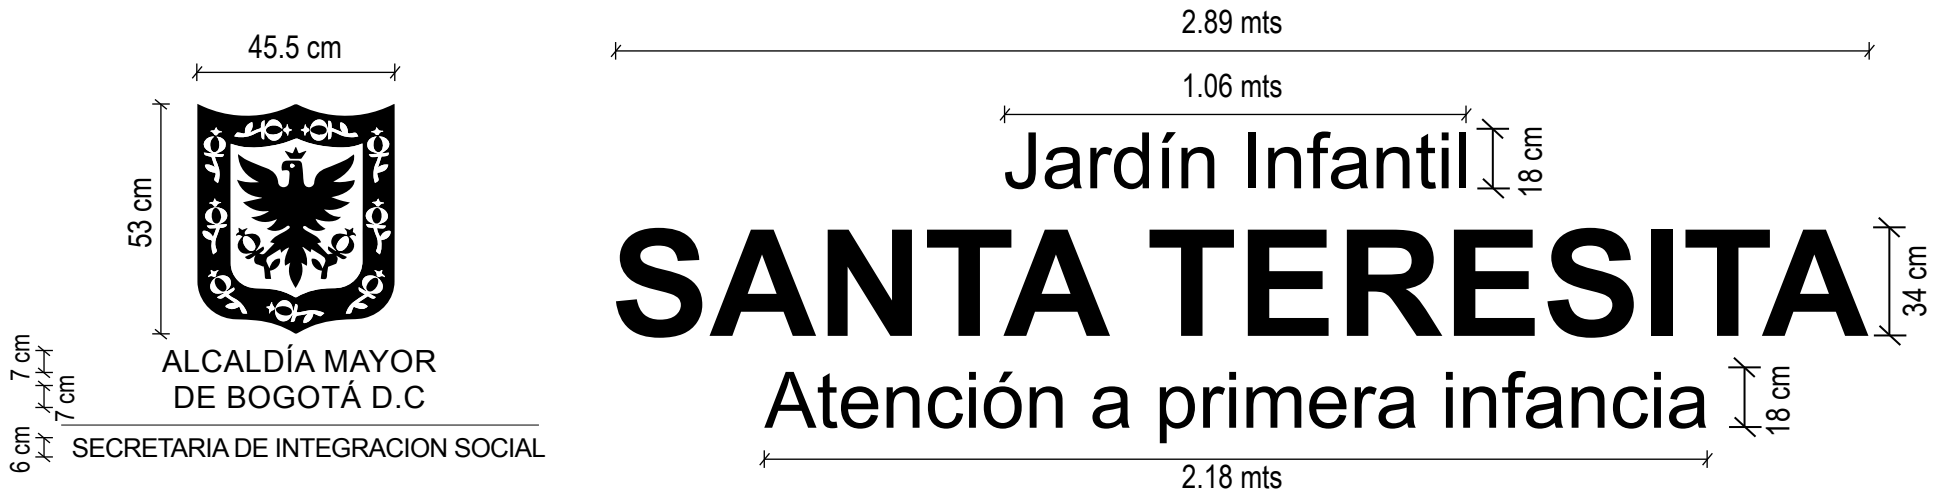 45.5 cm
53 cm
ALCALDÍA MAYOR
DE BOGOTÁ D.C
SECRETARIA DE INTEGRACION SOCIAL
7 cm
7 cm
6 cm
2.89 mts
1.06 mts
Jardín Infantil
18 cm
SANTA TERESITA
34 cm
Atención a primera infancia
18 cm
2.18 mts